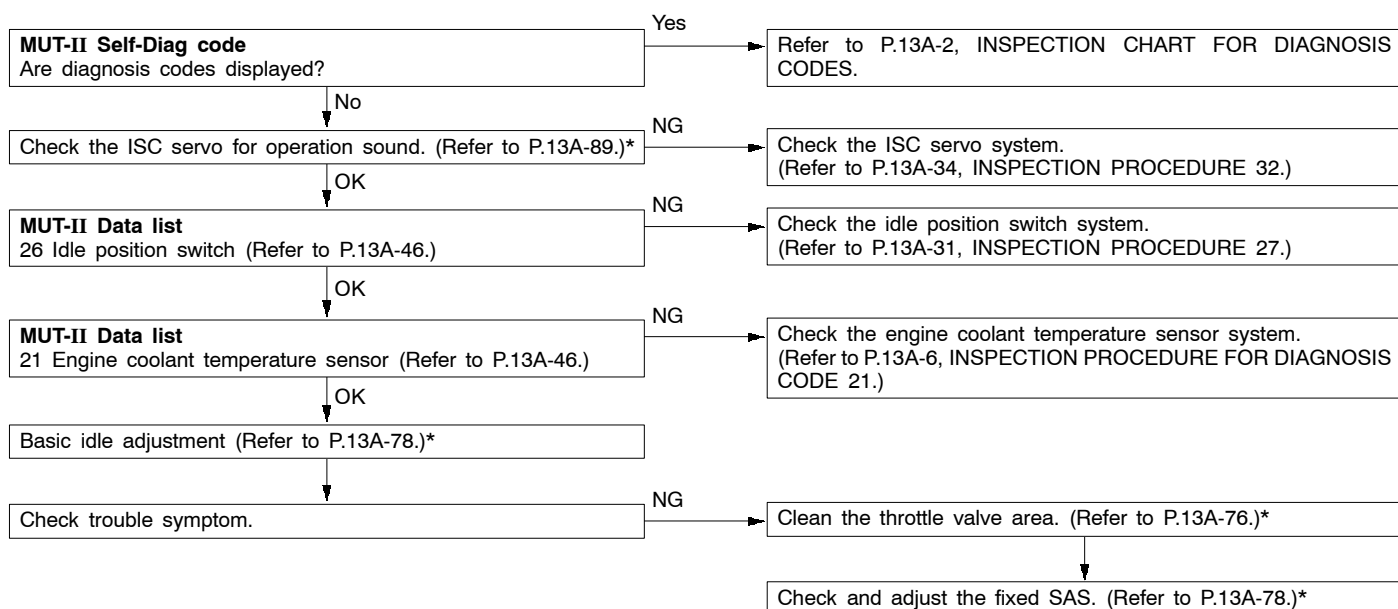 MUT-II Self-Diag code
Are diagnosis codes displayed?
Yes
Refer to P.13A-2, INSPECTION CHART FOR DIAGNOSIS
CODES.
No
Check the ISC servo for operation sound. (Refer to P.13A-89.)*
NG
Check the ISC servo system.
(Refer to P.13A-34, INSPECTION PROCEDURE 32.)
OK
MUT-II Data list
26 Idle position switch (Refer to P.13A-46.)
NG
Check the idle position switch system.
(Refer to P.13A-31, INSPECTION PROCEDURE 27.)
OK
MUT-II Data list
21 Engine coolant temperature sensor (Refer to P.13A-46.)
NG
Check the engine coolant temperature sensor system.
(Refer to P.13A-6, INSPECTION PROCEDURE FOR DIAGNOSIS
CODE 21.)
OK
Basic idle adjustment (Refer to P.13A-78.)*
Check trouble symptom.
NG
Clean the throttle valve area. (Refer to P.13A-76.)*
Check and adjust the fixed SAS. (Refer to P.13A-78.)*